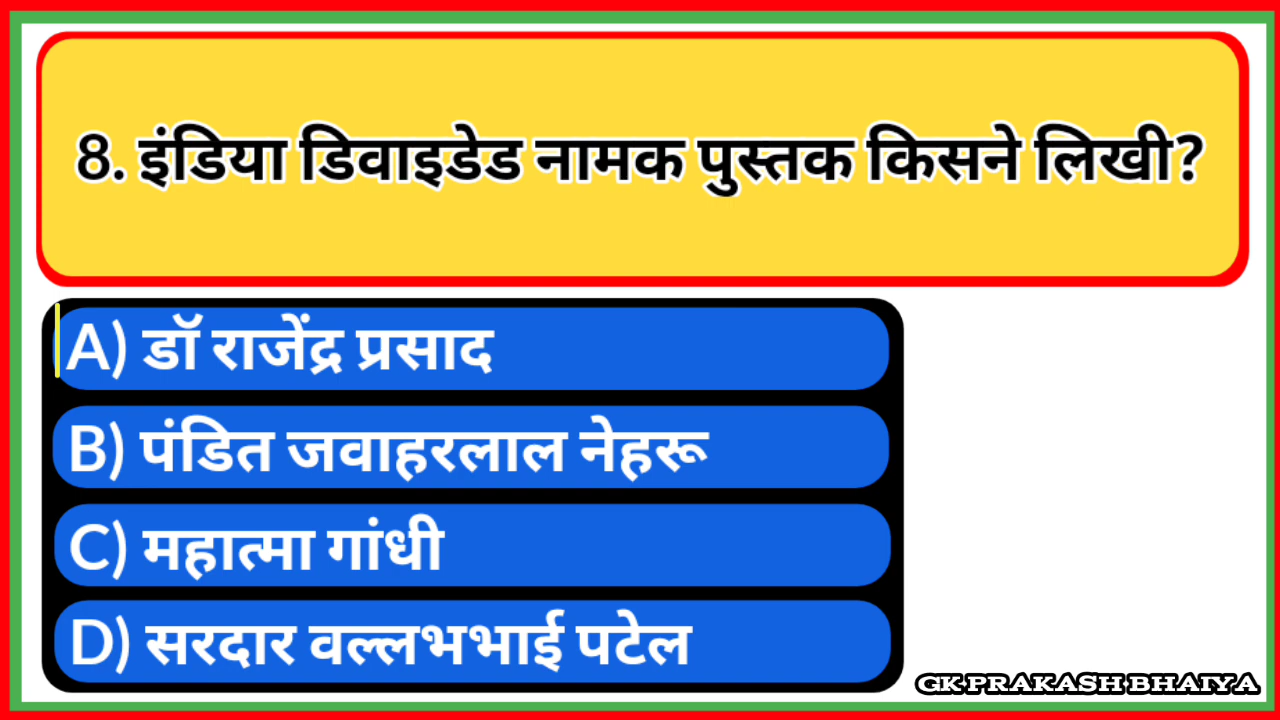 8. इंडिया डिवाइडेड नामक पुस्तक किसने लिखी?
A) डॉ राजेंद्र प्रसाद
B) पंडित जवाहरलाल नेहरू
C) महात्मा गांधी
D) सरदार वल्लभभाई पटेल
GK PRAKASH BHAIYA